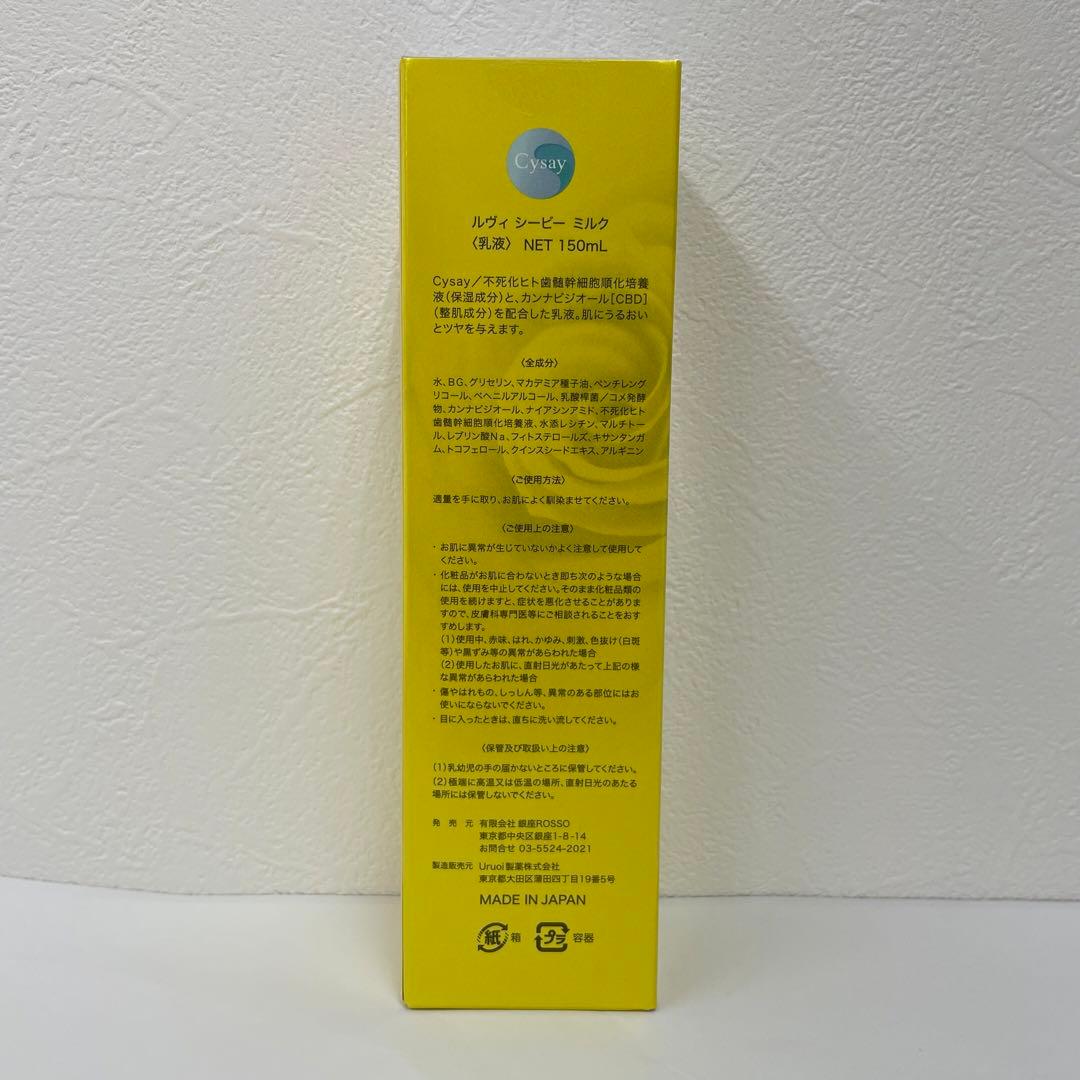 Cysay
ルヴィ シービー ミルク
〈乳液〉 NET 150mL
Cysay／不死化ヒト歯髄幹細胞順化培養
液(保湿成分)と、カンナビジオール[CBD]
(整肌成分)を配合した乳液。肌にうるおい
とツヤを与えます。
〈全成分〉
水、BG、グリセリン、マカデミア種子油、ペンチレング
リコール、ベヘニルアルコール、乳酸桿菌／コメ発酵
物、カンナビジオール、ナイアシンアミド、不死化ヒト
歯髄幹細胞順化培養液、水添レシチン、マルチトー
ル、レブリン酸Na、フィトステロールズ、キサンタンガ
ム、トコフェロール、クインスシードエキス、アルギニン
〈ご使用方法〉
適量を手に取り、お肌によく馴染ませてください。
〈ご使用上の注意〉
・お肌に異常が生じていないかよく注意して使用して
ください。
・化粧品がお肌に合わないとき即ち次のような場合
には、使用を中止してください。そのまま化粧品類の
使用を続けますと、症状を悪化させることがありま
すので、皮膚科専門医等にご相談されることをおす
すめします。
(1)使用中、赤味、はれ、かゆみ、刺激、色抜け(白斑
等)や黒ずみ等の異常があらわれた場合
(2)使用したお肌に、直射日光があたって上記の様
な異常があらわれた場合
・傷やはれもの、しっしん等、異常のある部位にはお
使いにならないでください。
・目に入ったときは、直ちに洗い流してください。
〈保管及び取扱い上の注意〉
(1)乳幼児の手の届かないところに保管してください。
(2)極端に高温又は低温の場所、直射日光のあたる
場所には保管しないでください。
発売元 有限会社 銀座ROSSO
東京都中央区銀座1-8-14
お問合せ 03-5524-2021
製造販売元 Uruoi製薬株式会社
東京都大田区蒲田四丁目19番5号
MADE IN JAPAN
紙 箱 プラ 容器